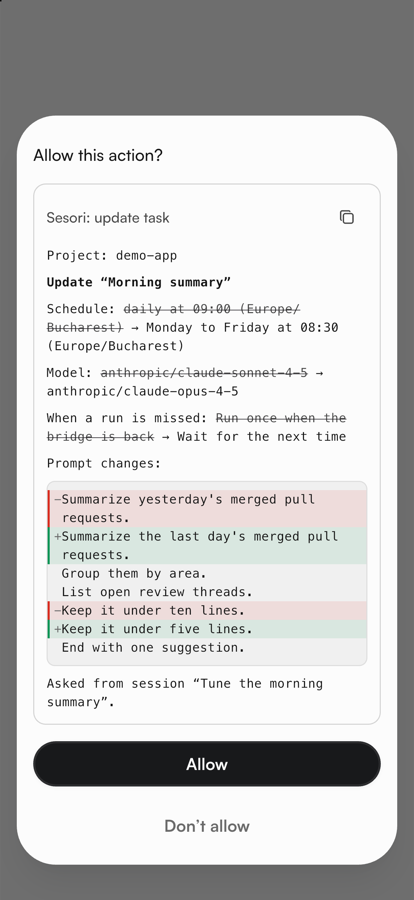 Allow this action?
Sesori: update task
Project: demo-app
Update “Morning summary”
Schedule: daily at 09:00 (Europe/
Bucharest) → Monday to Friday at 08:30
(Europe/Bucharest)
Model: anthropic/claude-sonnet-4-5 →
anthropic/claude-opus-4-5
When a run is missed: Run once when the
bridge is back → Wait for the next time
Prompt changes:
-Summarize yesterday's merged pull
requests.
+Summarize the last day's merged pull
requests.
Group them by area.
List open review threads.
-Keep it under ten lines.
+Keep it under five lines.
End with one suggestion.
Asked from session “Tune the morning
summary”.
Allow
Don’t allow